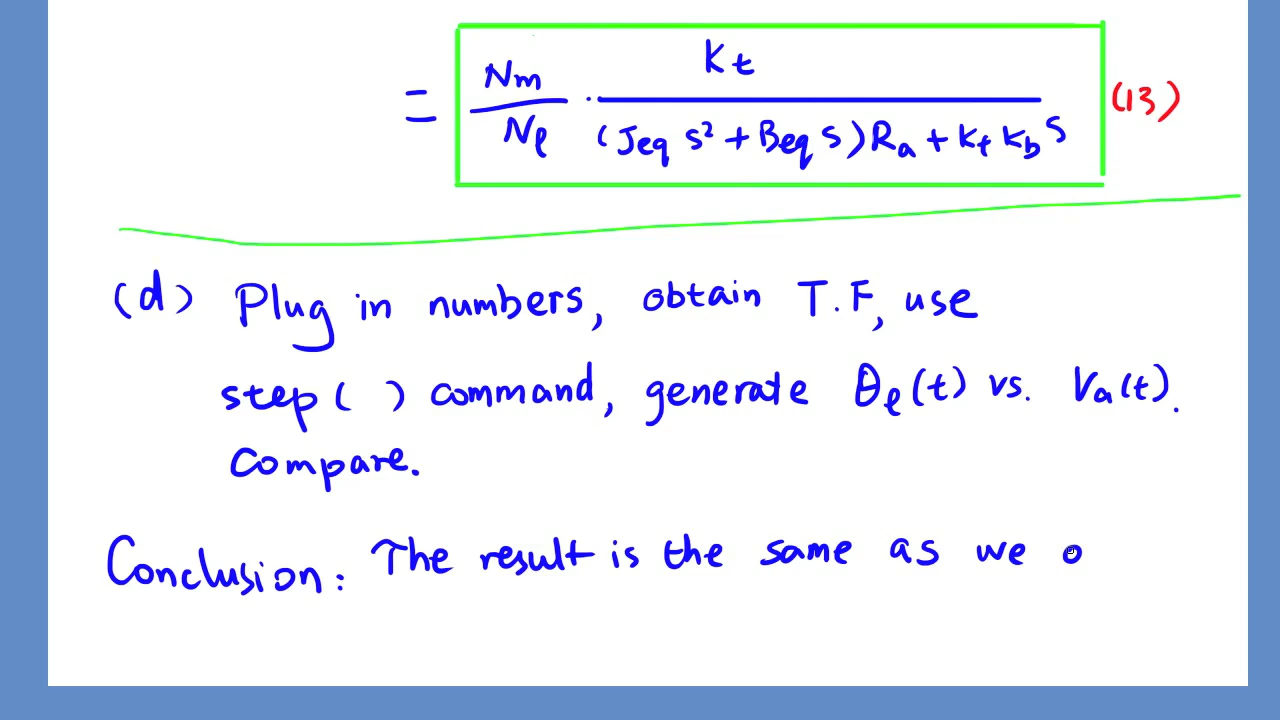 = Nm/Nℓ · Kt/((Jeq s² + Beq s)Ra + Kt Kb s) (13)
(d) Plug in numbers, obtain T.F, use
step( ) command, generate θℓ(t) vs. Va(t).
Compare.
Conclusion: The result is the same as we o